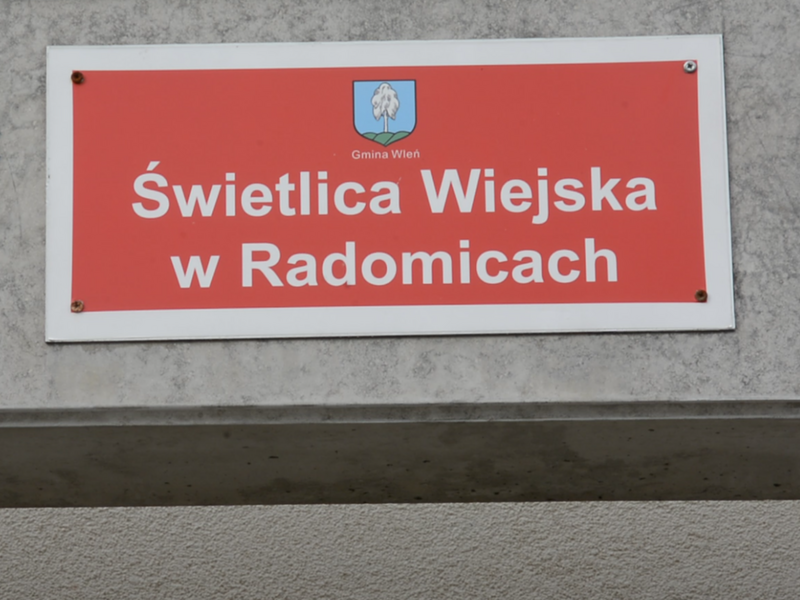 Gmina Wleń
Świetlica Wiejska
w Radomicach